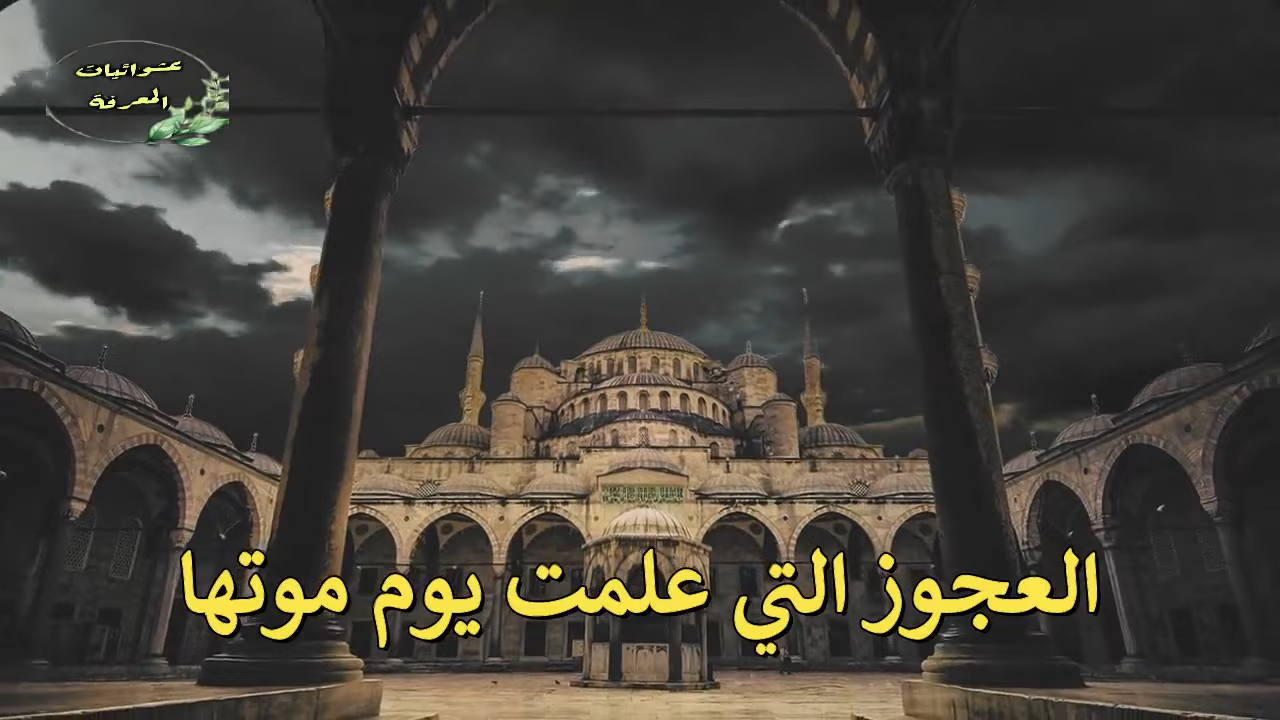 عشوائيات
المعرفة
العجوز التي علمت يوم موتها